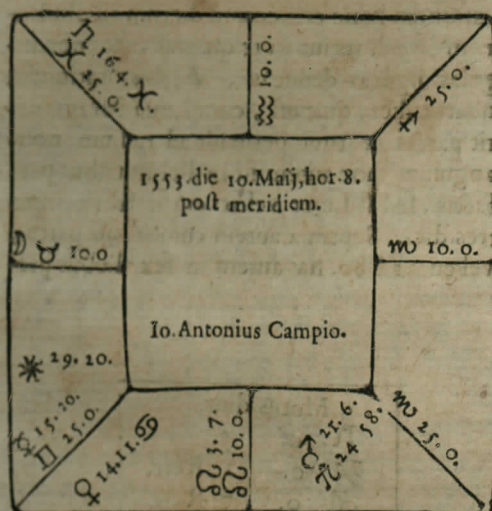 16.4. ♓.
♓ 25. 0.
♒ 10. 0.
♐ 25. 0.
1553. die 10. Maij, hor. 8.
post meridiem.
☽ ♉ 10.0
♏ 10. 0.
Io. Antonius Campio.
29. 20.
☿ 15. 20
♊ 25. 0.
♀ 14. 11. ♋
3. 7.
♌ 10. 0.
♂ 25. 6.
24 58.
25. 0.